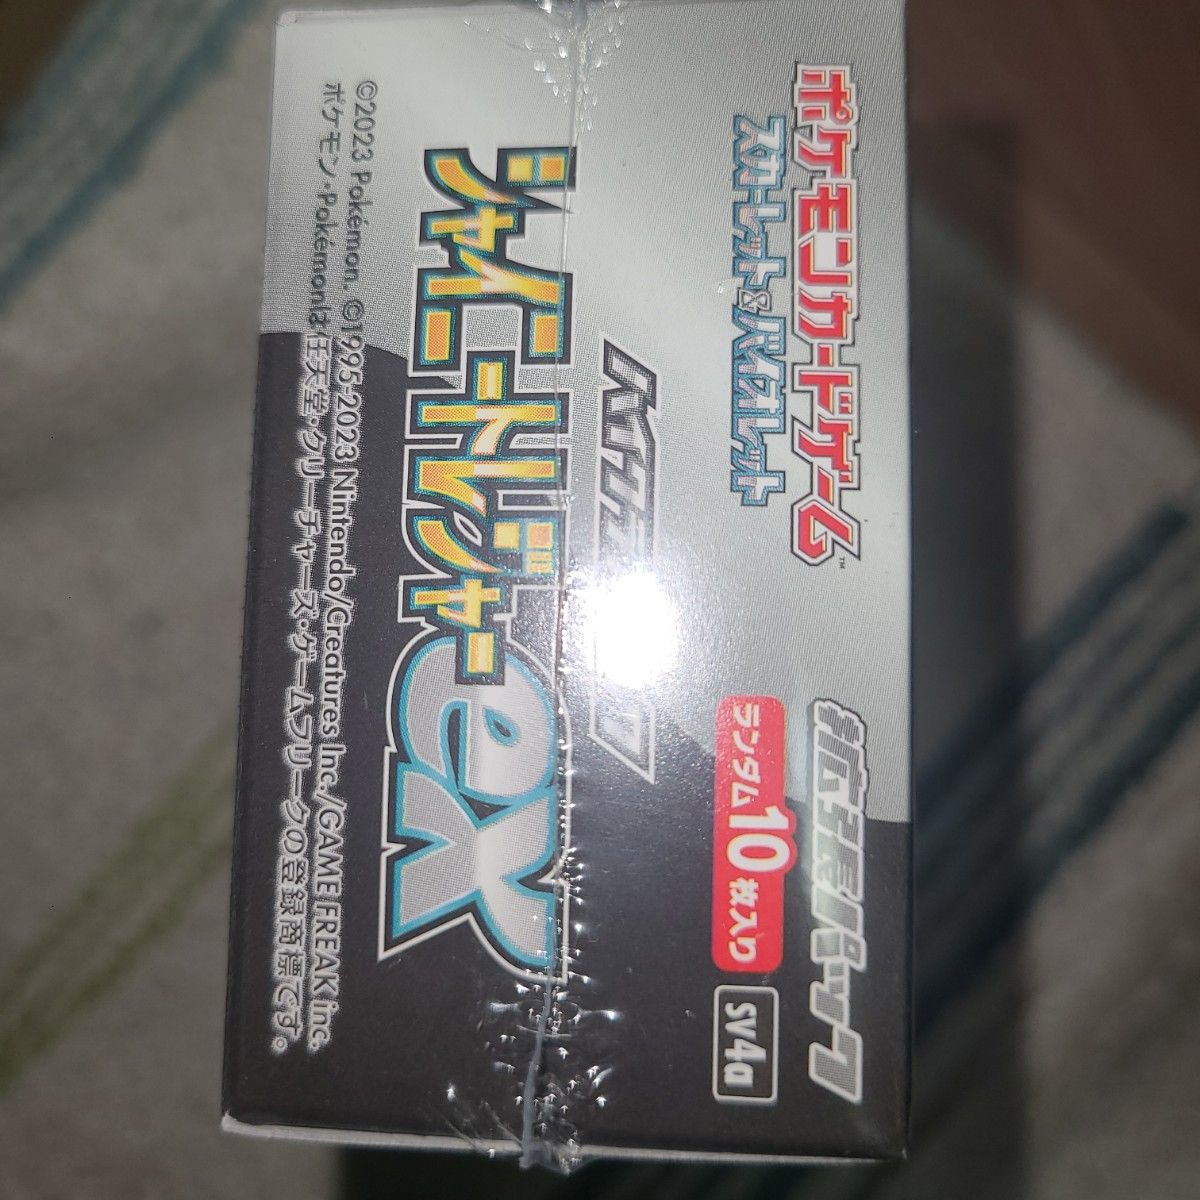 ポケモンカードゲーム™
スカーレット&バイオレット
拡張パック
ランダム10枚入り
SV4a
ハイクラスパック
シャイニートレジャーex
©2023 Pokémon. ©1995-2023 Nintendo/Creatures Inc./GAME FREAK inc.
ポケモン・Pokémonは任天堂・クリーチャーズ・ゲームフリークの登録商標です。